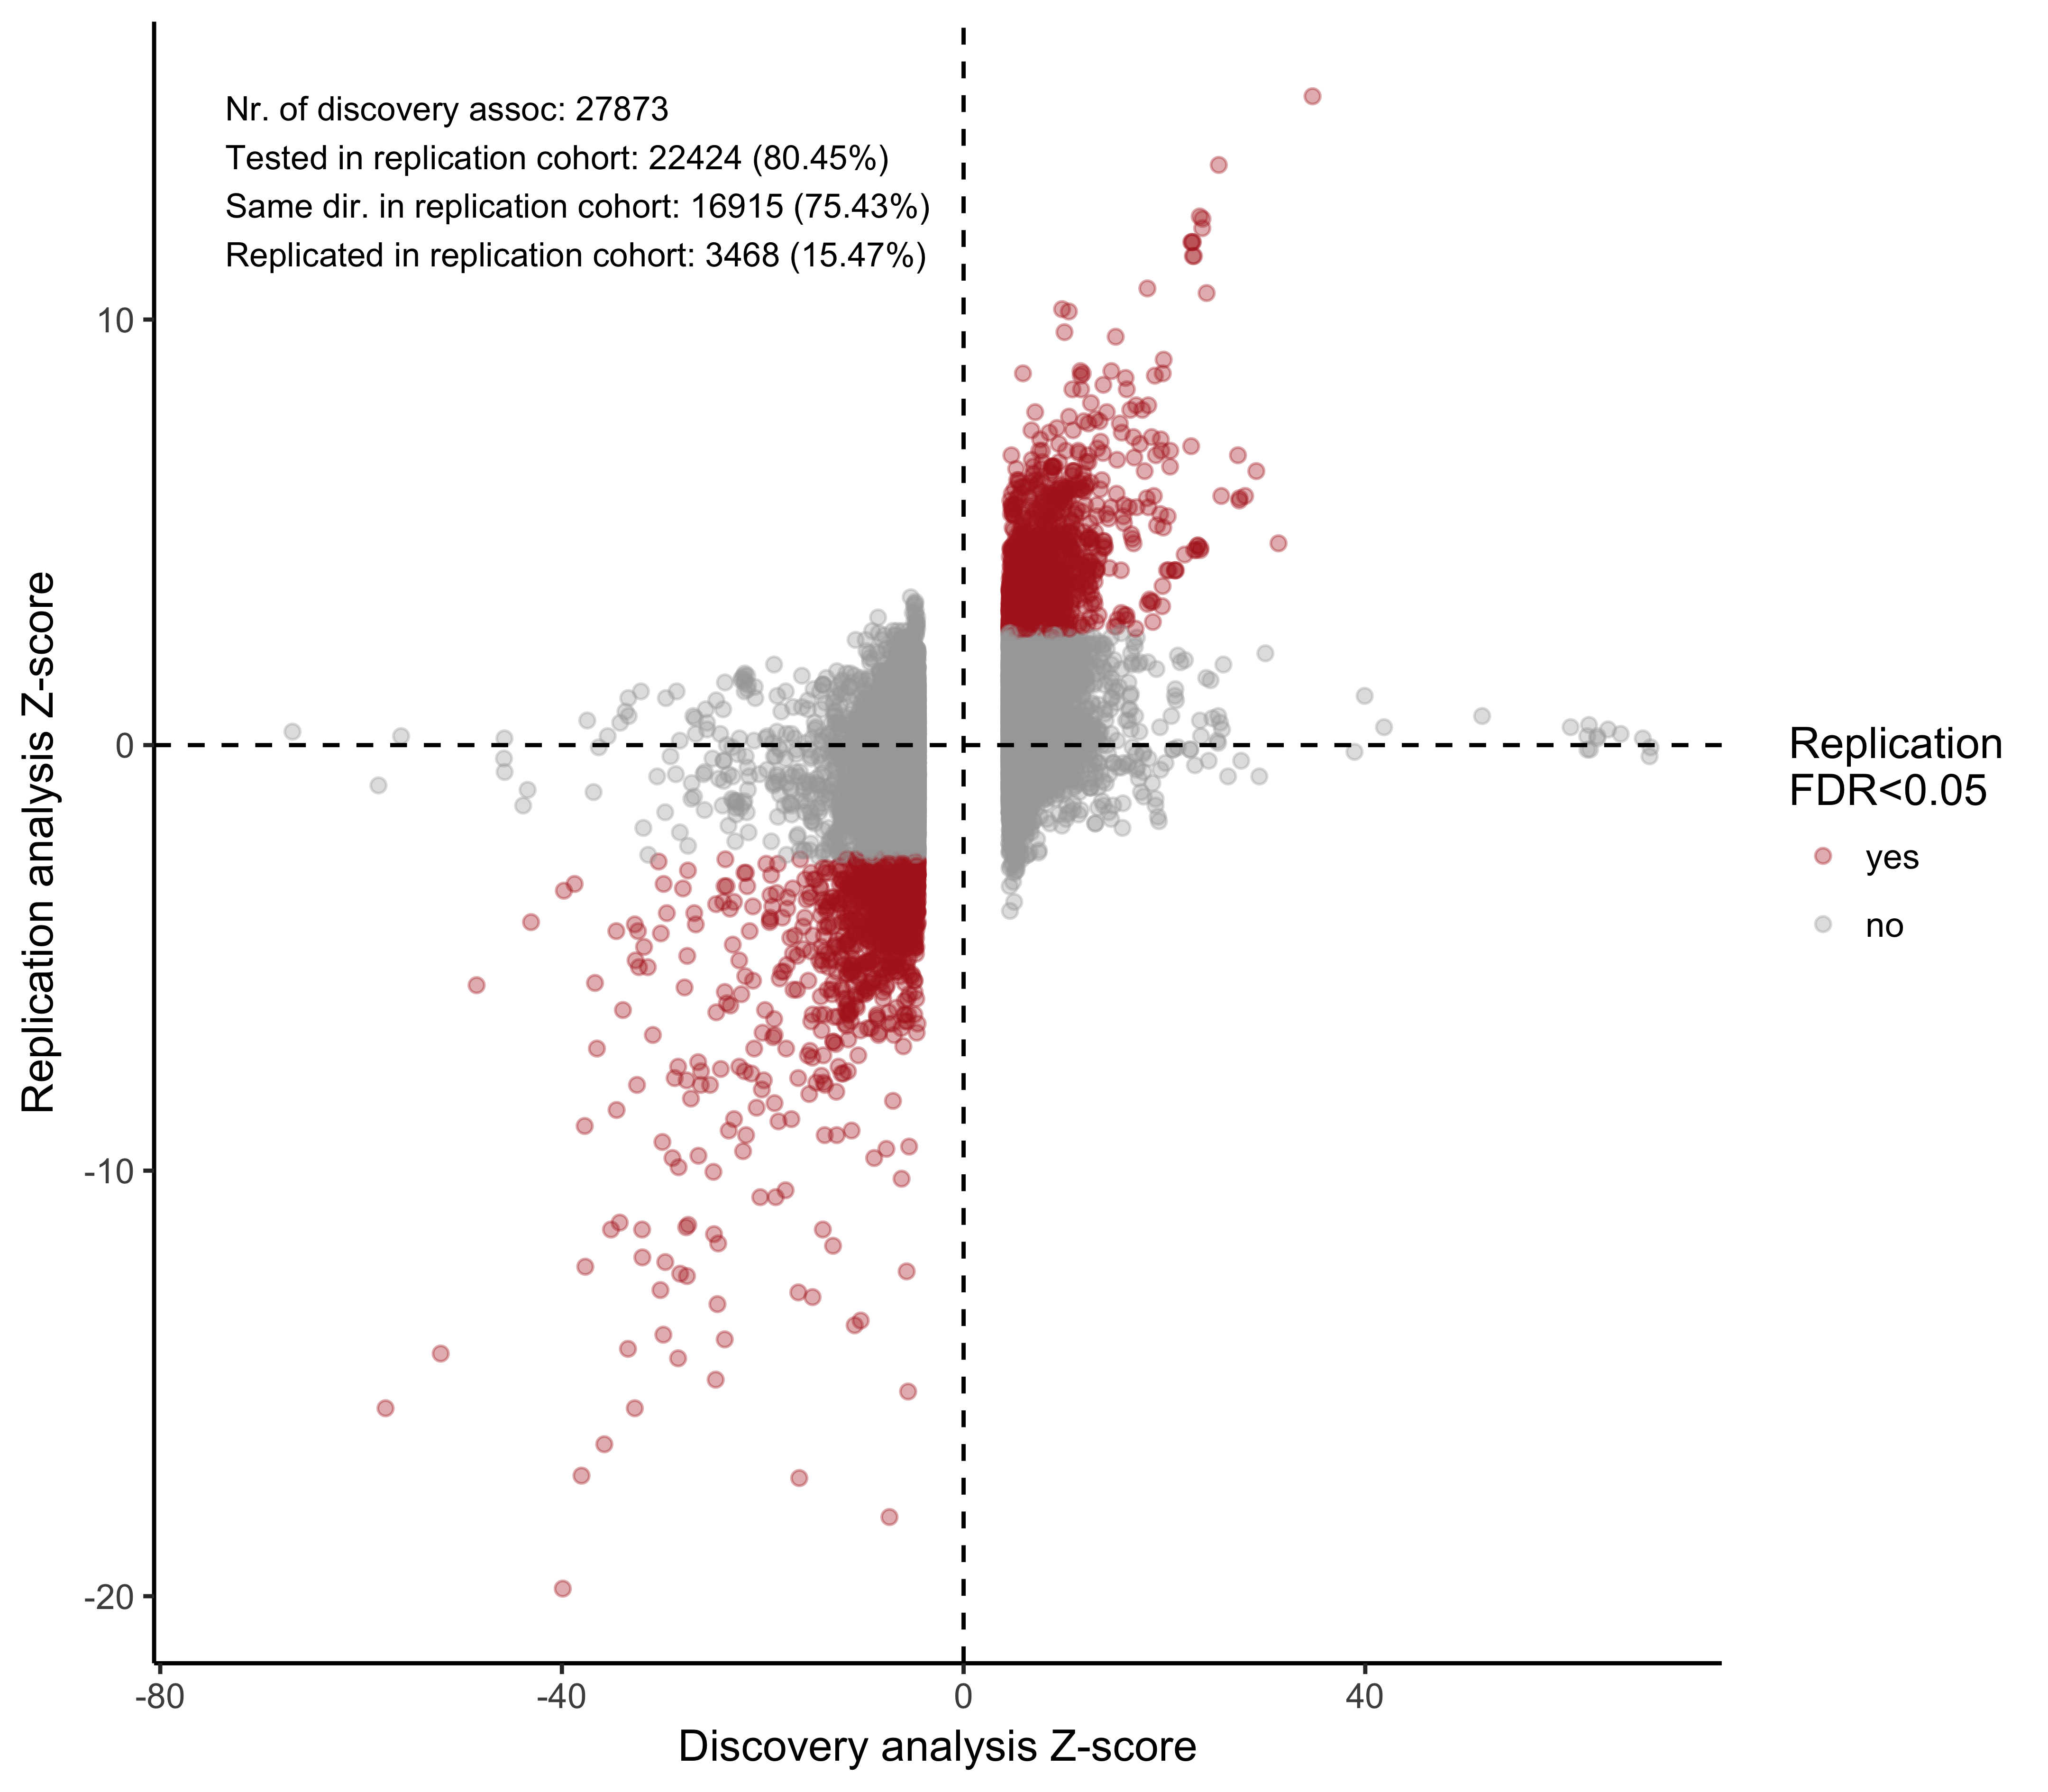 Nr. of discovery assoc: 27873
Tested in replication cohort: 22424 (80.45%)
Same dir. in replication cohort: 16915 (75.43%)
Replicated in replication cohort: 3468 (15.47%)
10
0
-10
-20
Replication analysis Z-score
-80
-40
0
40
Discovery analysis Z-score
Replication
FDR<0.05
yes
no